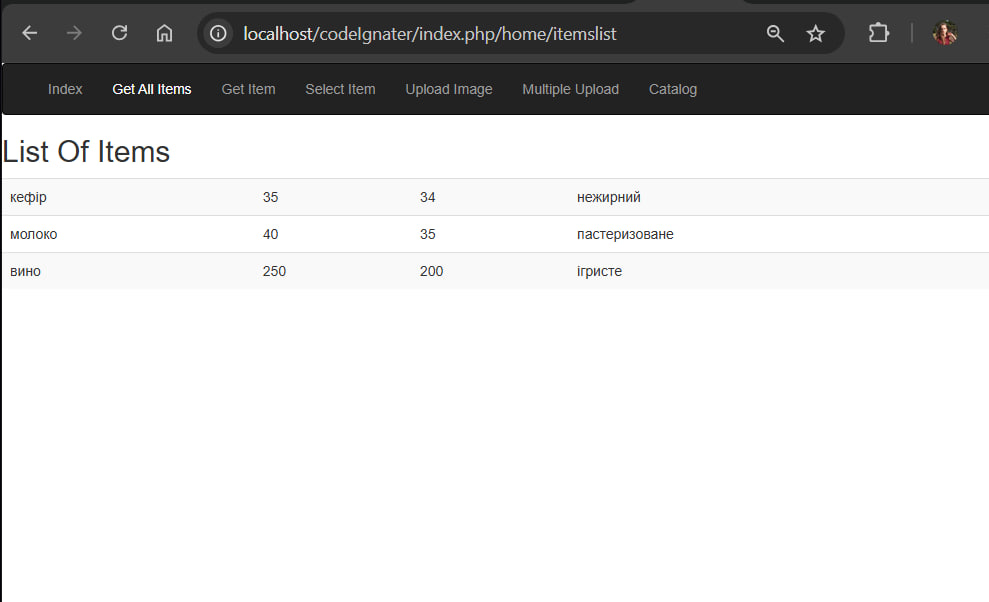 localhost/codeIgnater/index.php/home/itemslist
Index Get All Items Get Item Select Item Upload Image Multiple Upload Catalog
List Of Items
кефір 35 34 нежирний
молоко 40 35 пастеризоване
вино 250 200 ігристе